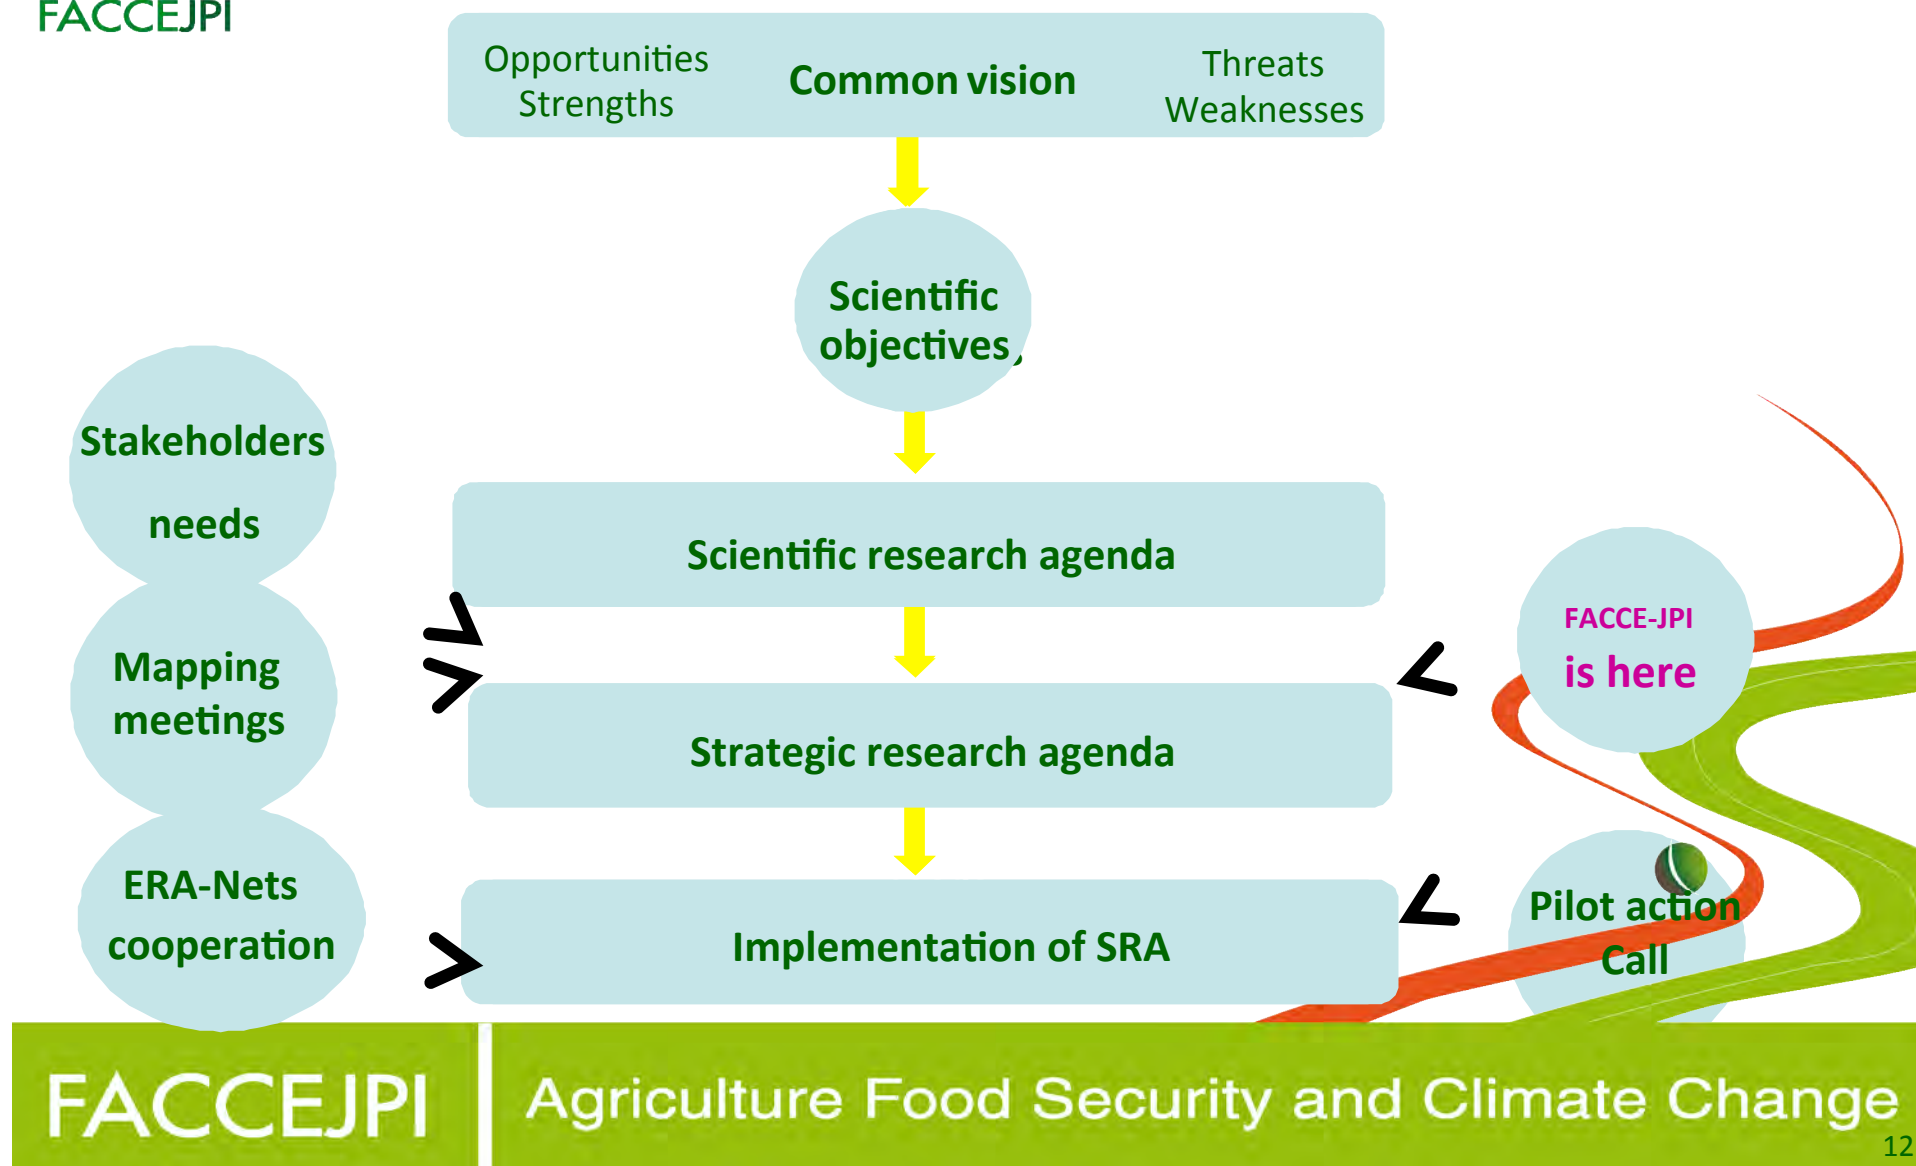 FACCEJPI
Opportunities
Strengths
Common vision
Threats
Weaknesses
Scientific
objectives
Stakeholders
needs
Scientific research agenda
Mapping
meetings
FACCE-JPI
is here
Strategic research agenda
ERA-Nets
cooperation
Implementation of SRA
Pilot action
Call
FACCEJPI
Agriculture Food Security and Climate Change
12